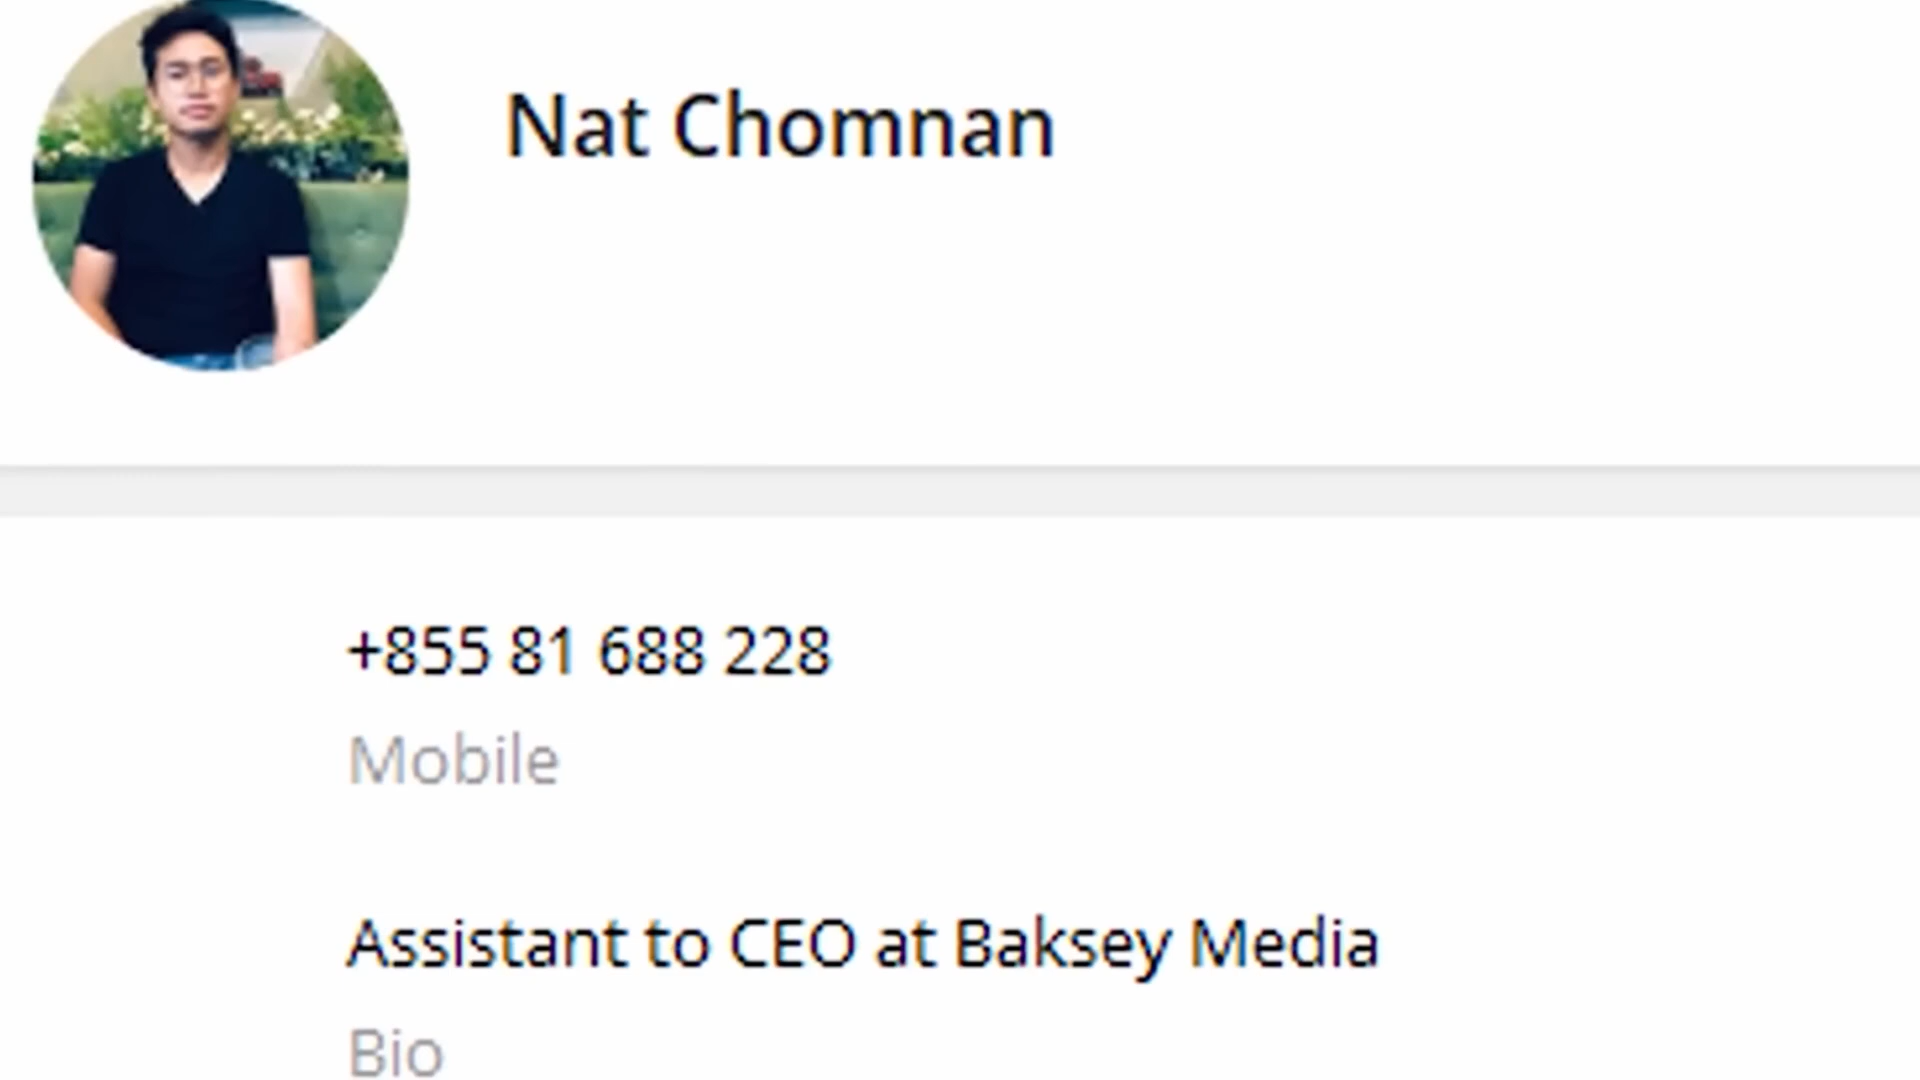 Nat Chomnan
+855 81 688 228
Mobile
Assistant to CEO at Baksey Media
Bio